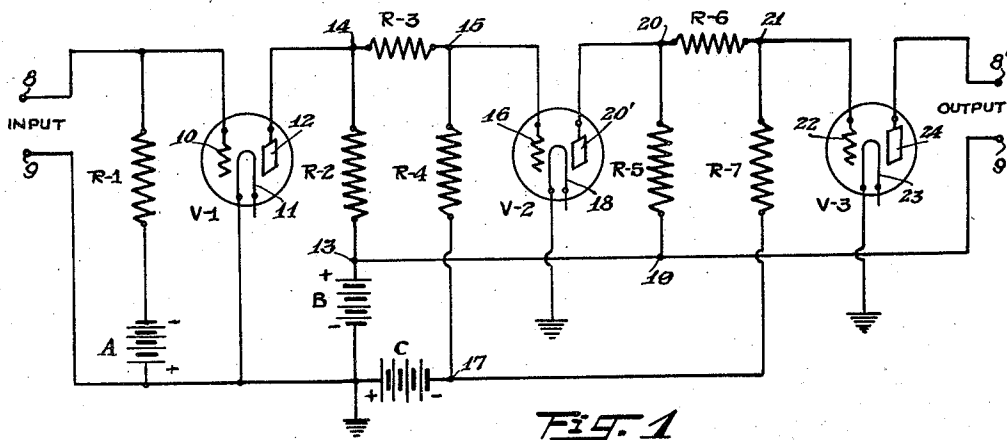 R-3
R-6
14
15
20
21
8
INPUT
9
R-1
10
12
11
V-1
R-2
R-4
16
20'
18
V-2
R-5
R-7
22
24
23
V-3
8'
OUTPUT
9
13
+
B
-
19
A
-
+
C
+
-
17
Fig. 1